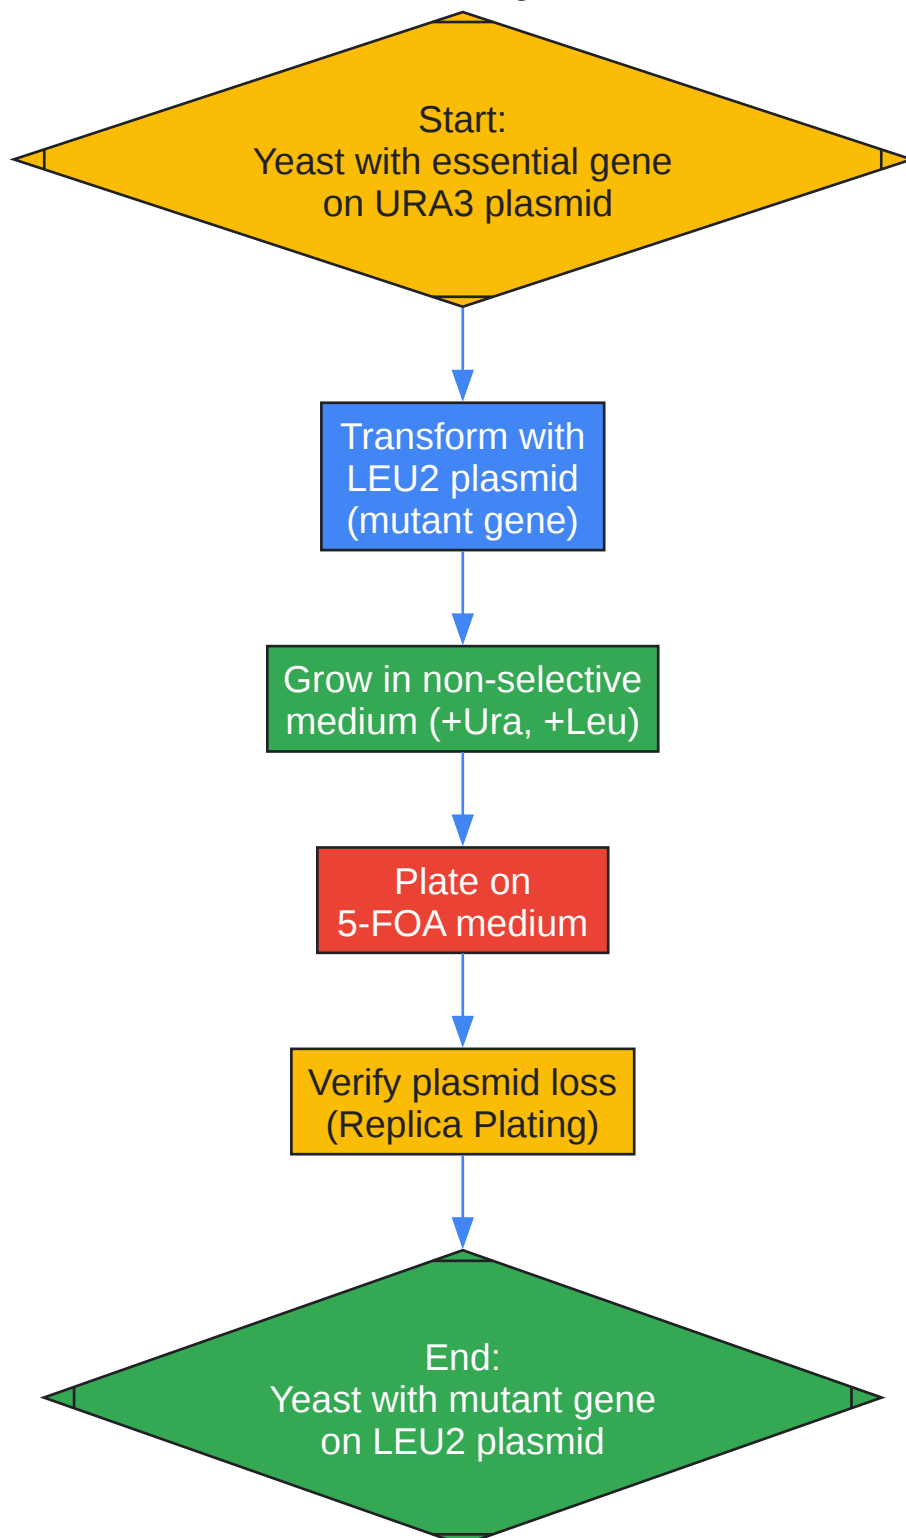 Start:
Yeast with essential gene
on URA3 plasmid
Transform with
LEU2 plasmid
(mutant gene)
Grow in non-selective
medium (+Ura, +Leu)
Plate on
5-FOA medium
Verify plasmid loss
(Replica Plating)
End:
Yeast with mutant gene
on LEU2 plasmid